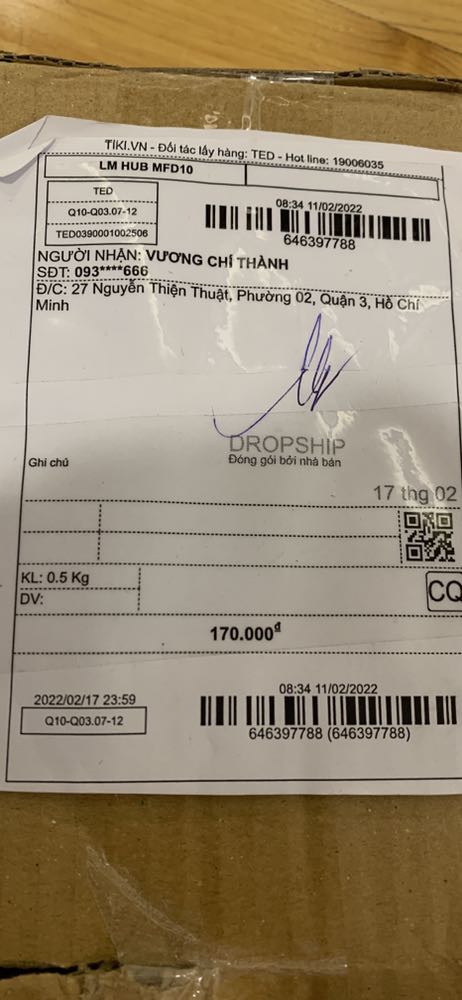 TIKI.VN - Đối tác lấy hàng: TED - Hot line: 19006035
LM HUB MFD10
TED
Q10-Q03.07-12
TED0390001002506
08:34 11/02/2022
646397788
NGƯỜI NHẬN: VƯƠNG CHÍ THÀNH
SĐT: 093****666
Đ/C: 27 Nguyễn Thiện Thuật, Phường 02, Quận 3, Hồ Chí
Minh
DROPSHIP
Đóng gói bởi nhà bán
Ghi chú
17 thg 02
KL: 0.5 Kg
DV:
CQ
170.000đ
2022/02/17 23:59
Q10-Q03.07-12
08:34 11/02/2022
646397788 (646397788)